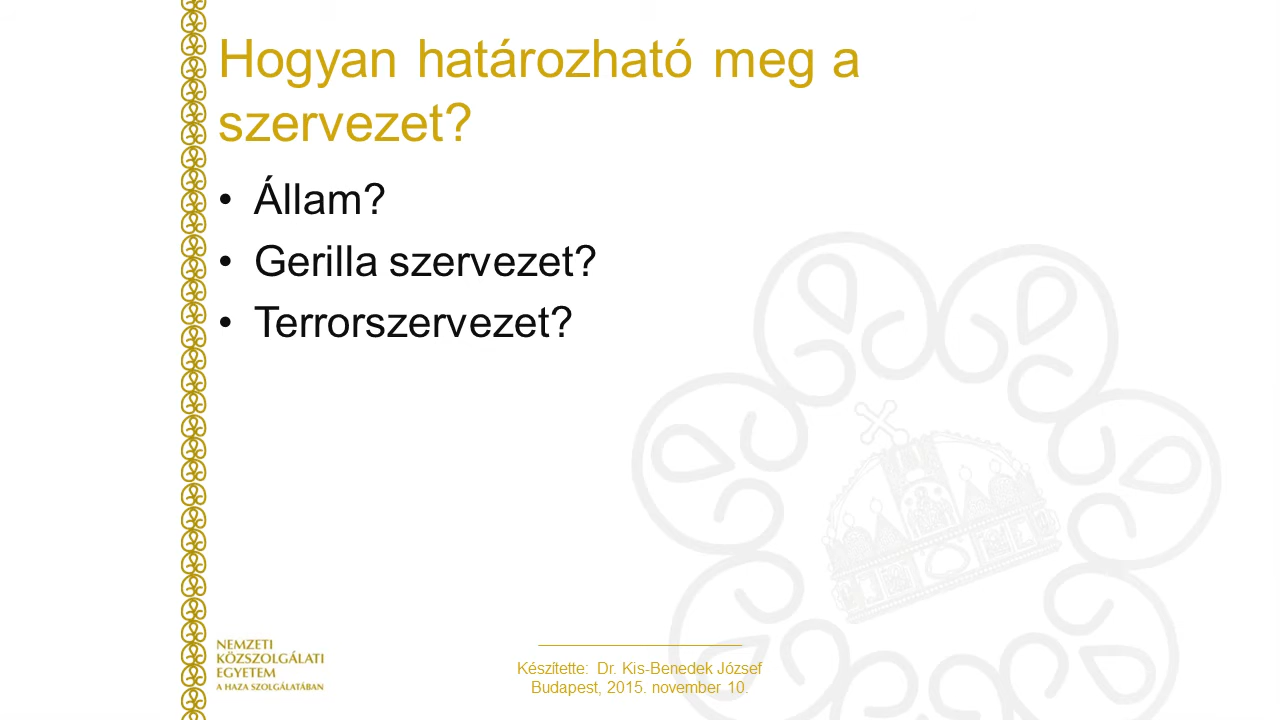 Hogyan határozható meg a
szervezet?
• Állam?
• Gerilla szervezet?
• Terrorszervezet?
NEMZETI
KÖZSZOLGÁLATI
EGYETEM
A HAZA SZOLGÁLATÁBAN
Készítette: Dr. Kis-Benedek József
Budapest, 2015. november 10.